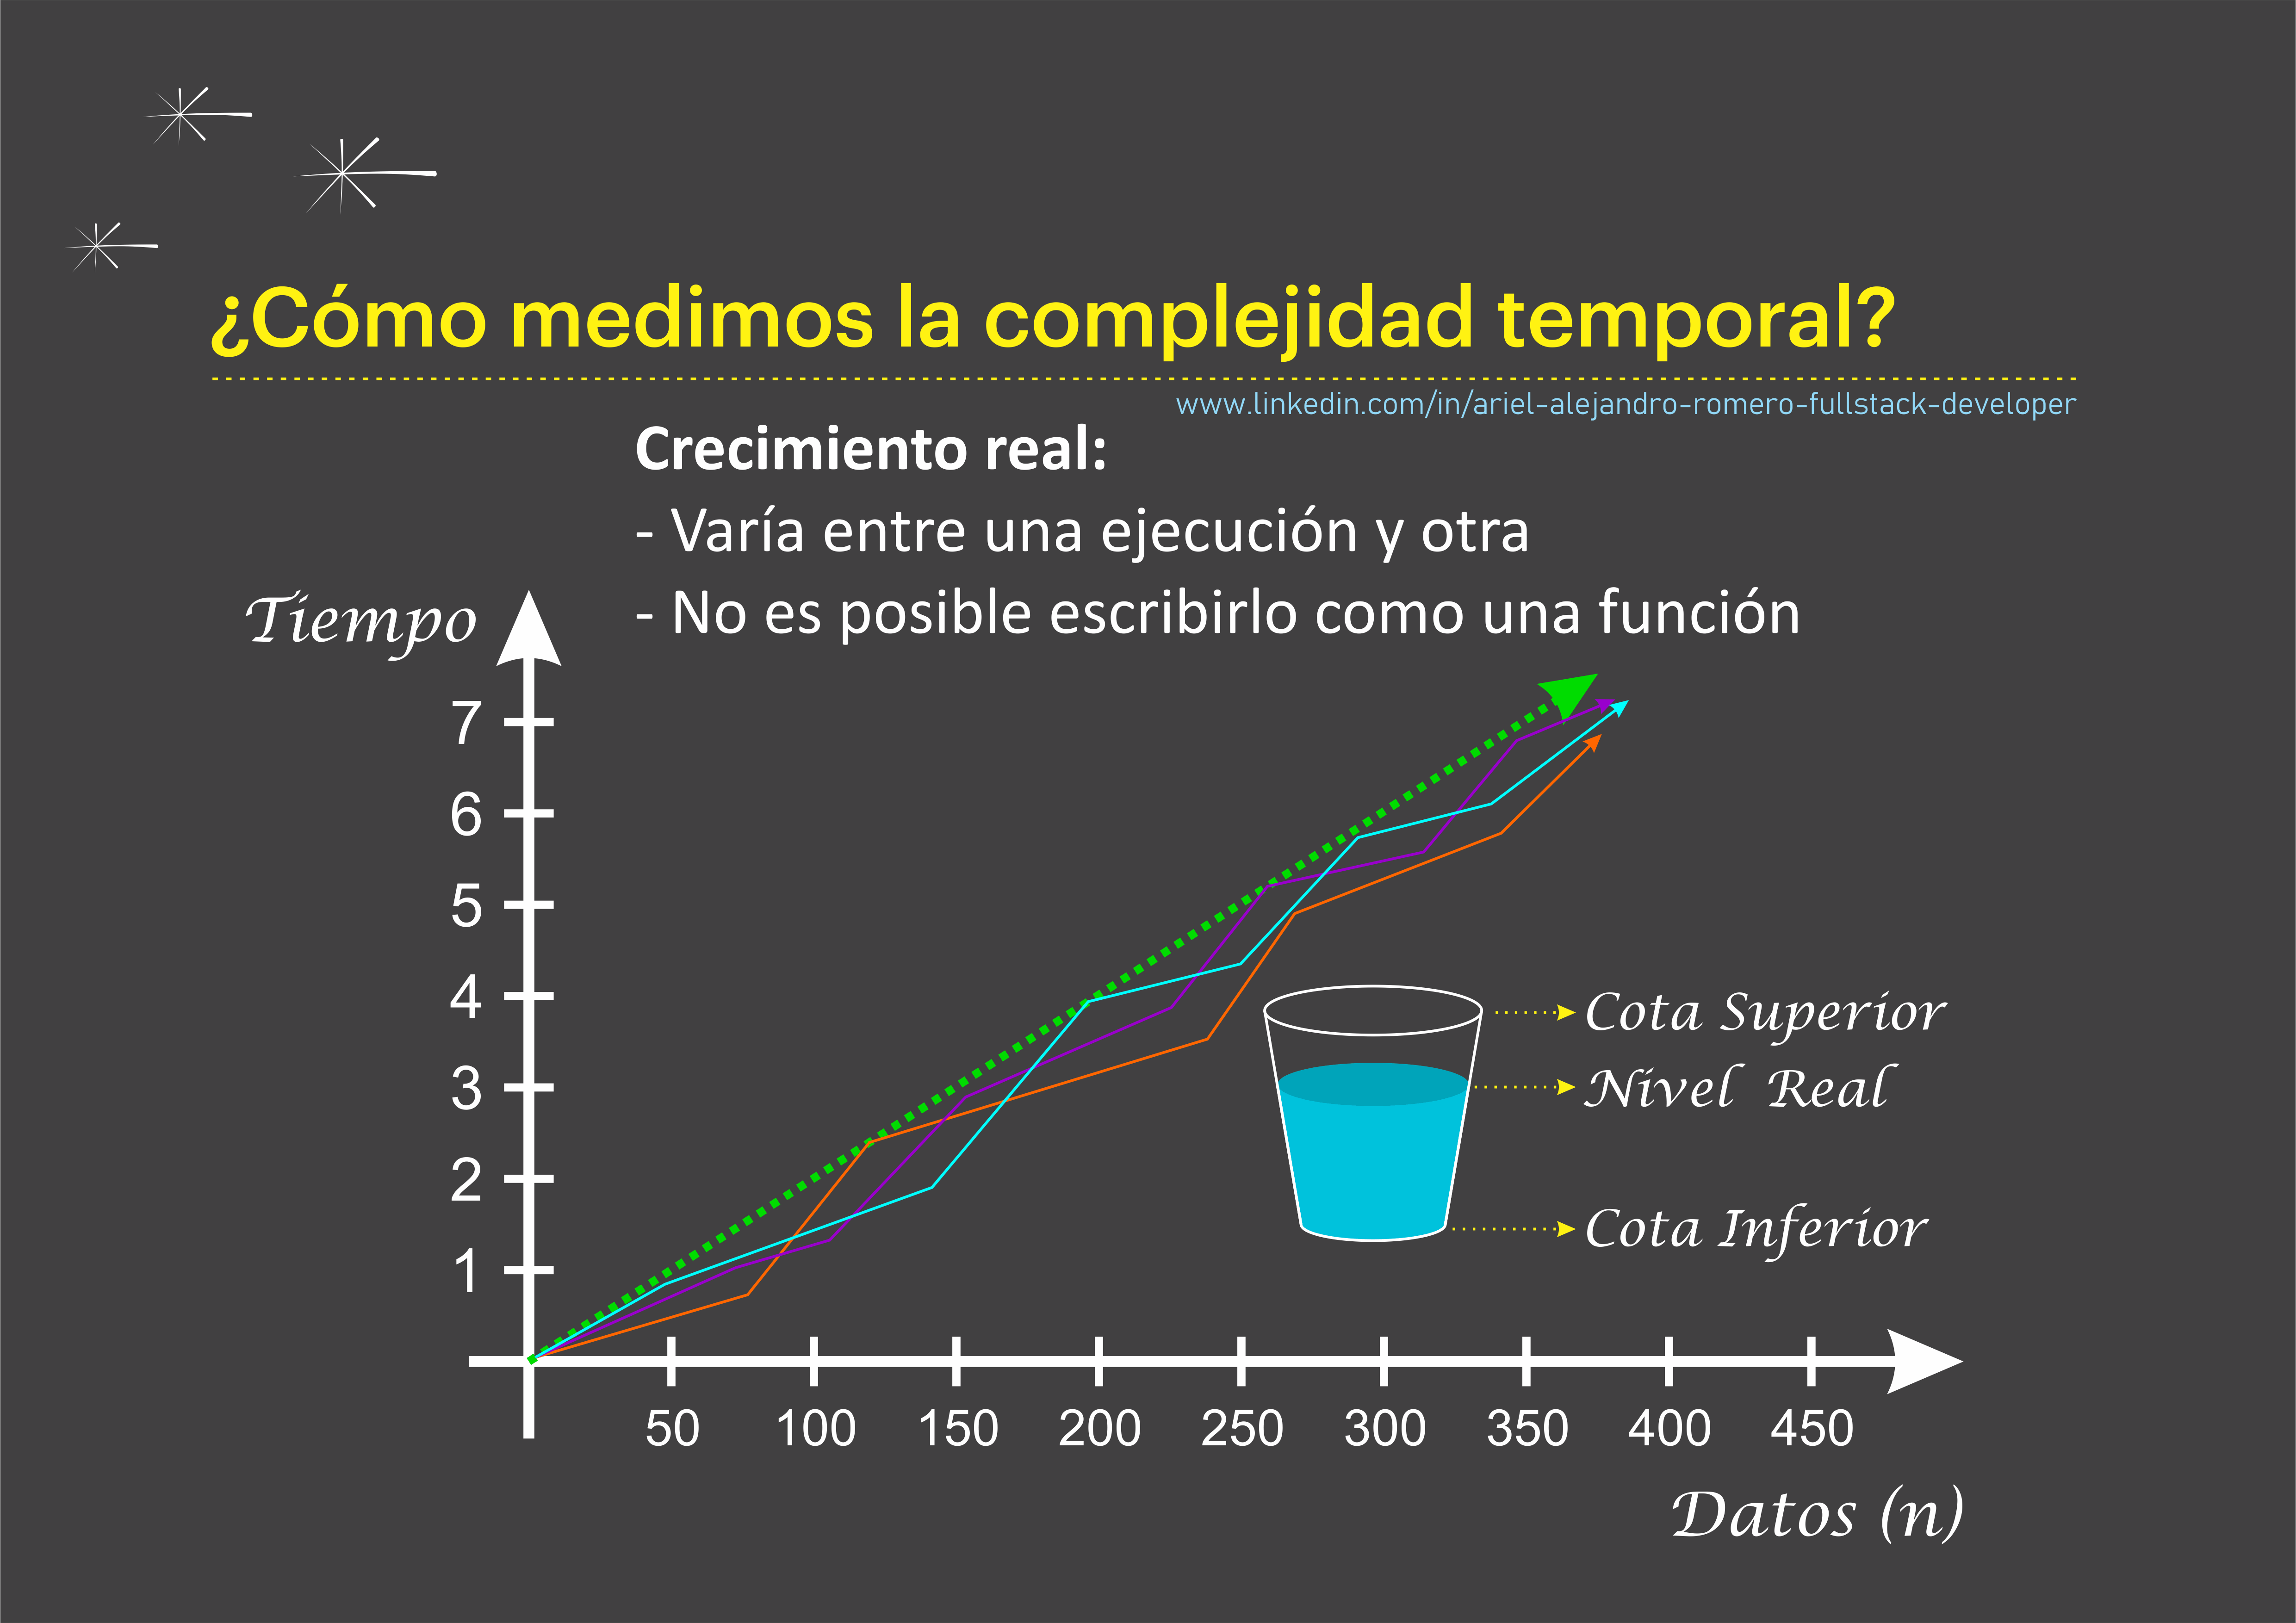 ¿Cómo medimos la complejidad temporal?
www.linkedin.com/in/ariel-alejandro-romero-fullstack-developer
Crecimiento real:
- Varía entre una ejecución y otra
- No es posible escribirlo como una función
Tiempo
7
6
5
4
3
2
1
Cota Superior
Nivel Real
Cota Inferior
50 100 150 200 250 300 350 400 450
Datos (n)